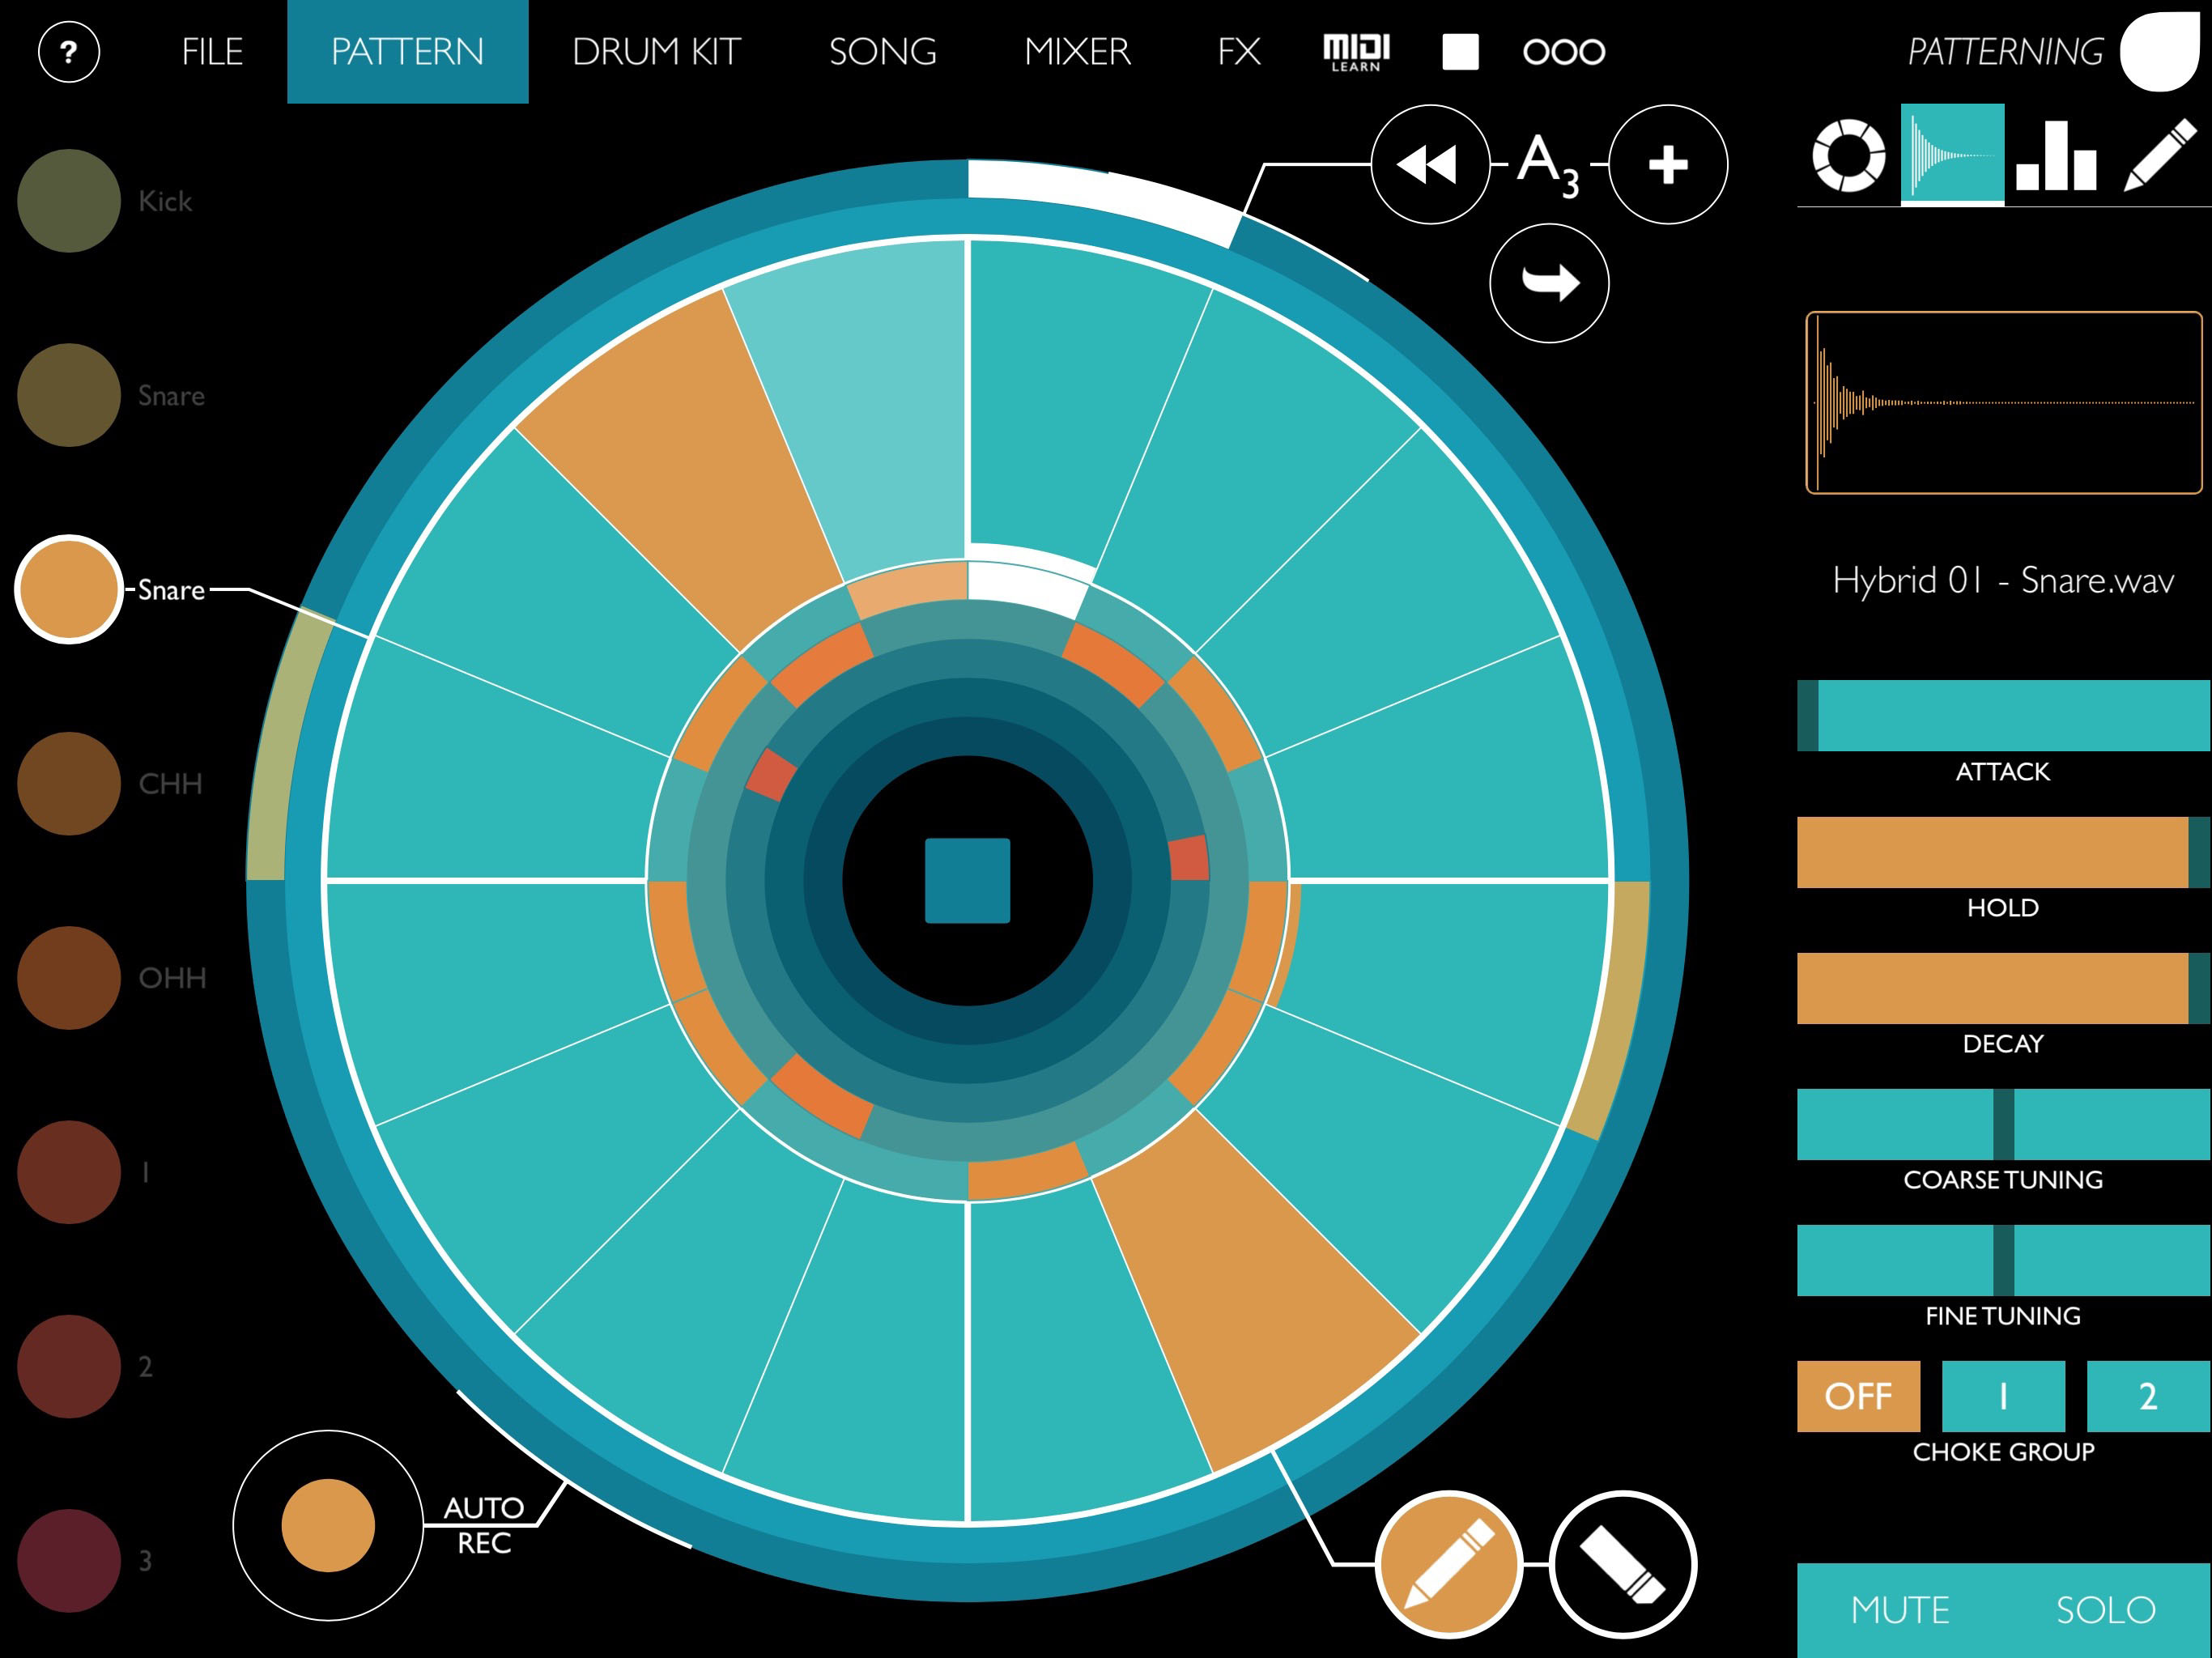 ? FILE PATTERN DRUM KIT SONG MIXER FX MIDI LEARN PATTERNING
A3
Kick
Snare
Snare
CHH
OHH
1
2
3
Hybrid 01 - Snare.wav
ATTACK
HOLD
DECAY
COARSE TUNING
FINE TUNING
OFF 1 2
CHOKE GROUP
AUTO
REC
MUTE SOLO